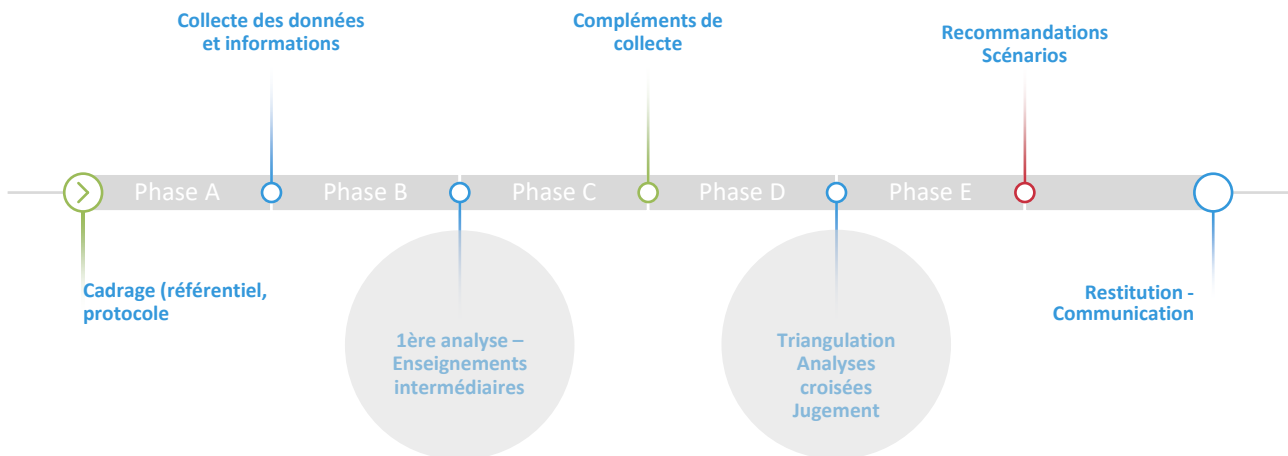 Collecte des données
et informations
Compléments de
collecte
Recommandations
Scénarios
Phase A
Phase B
Phase C
Phase D
Phase E
Cadrage (référentiel,
protocole
1ère analyse –
Enseignements
intermédiaires
Triangulation
Analyses
croisées
Jugement
Restitution -
Communication